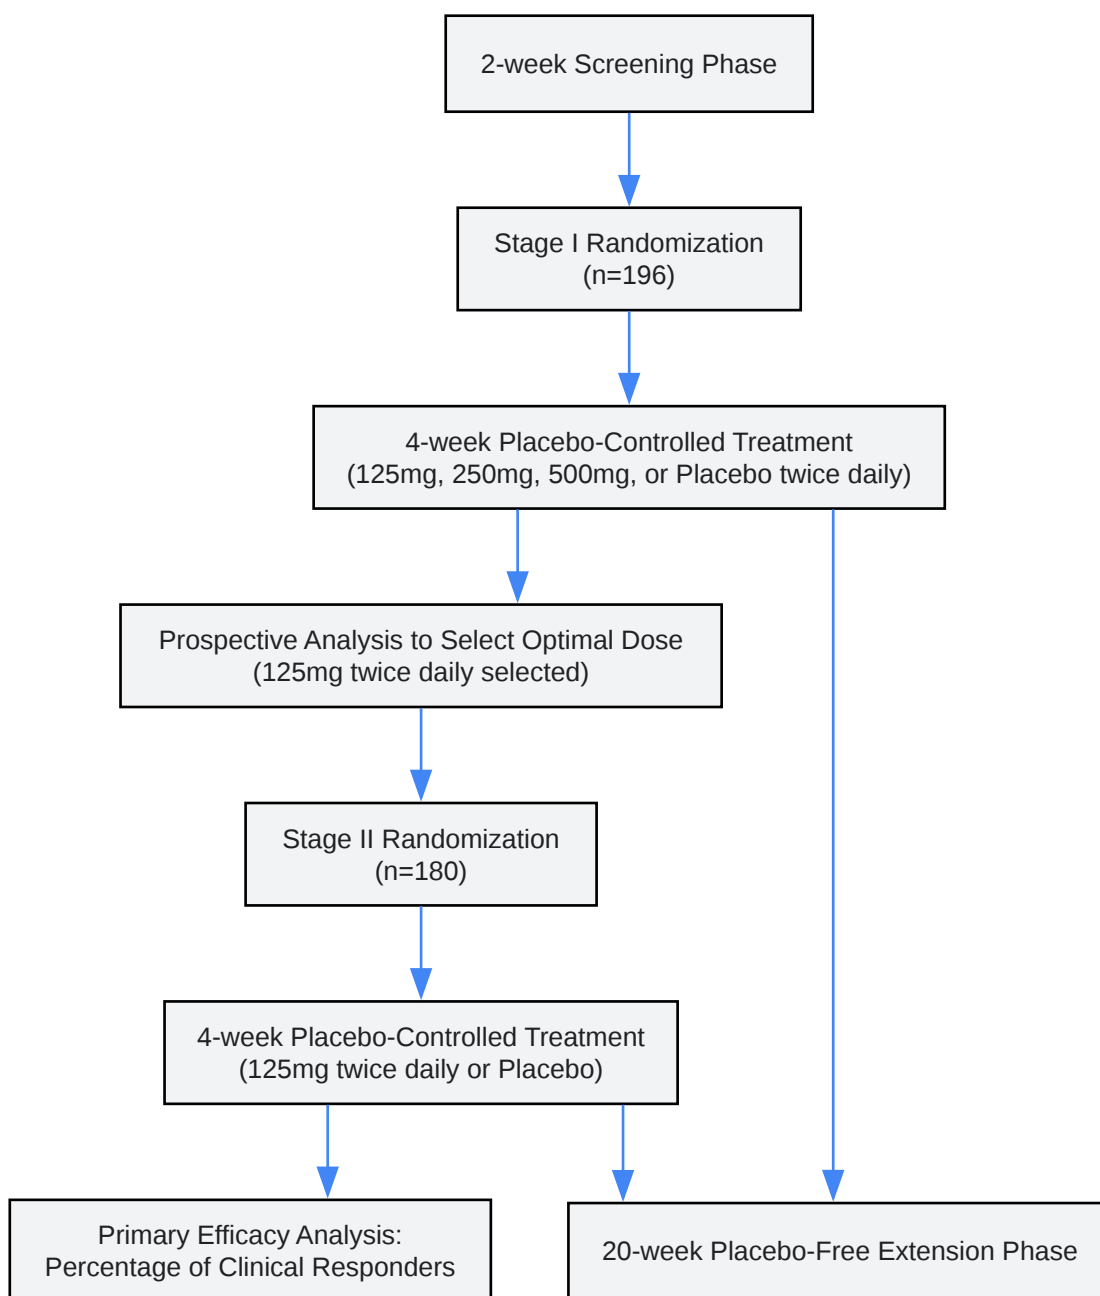 2-week Screening Phase
Stage I Randomization
(n=196)
4-week Placebo-Controlled Treatment
(125mg, 250mg, 500mg, or Placebo twice daily)
Prospective Analysis to Select Optimal Dose
(125mg twice daily selected)
Stage II Randomization
(n=180)
4-week Placebo-Controlled Treatment
(125mg twice daily or Placebo)
Primary Efficacy Analysis:
Percentage of Clinical Responders
20-week Placebo-Free Extension Phase